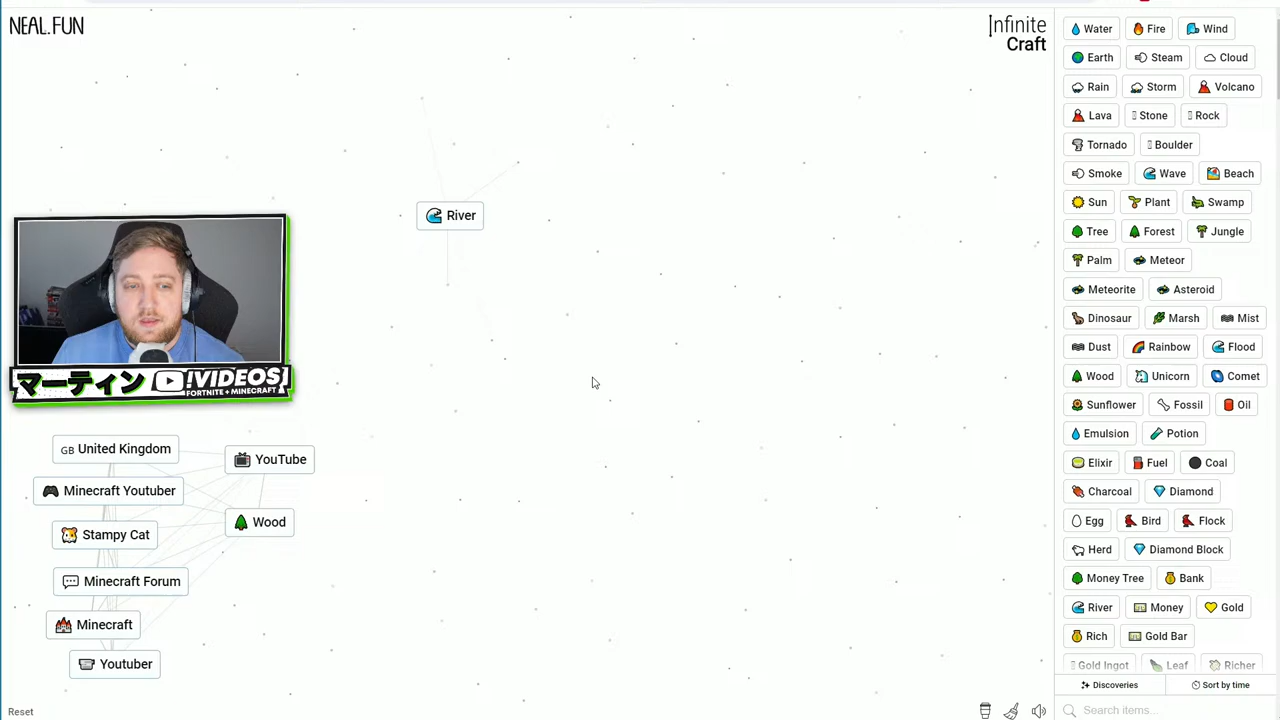 NEAL.FUN
Infinite
Craft
River
マーティン !VIDEOS
FORTNITE + MINECRAFT
GB United Kingdom
YouTube
Minecraft Youtuber
Wood
Stampy Cat
Minecraft Forum
Minecraft
Youtuber
Reset
Water Fire Wind
Earth Steam Cloud
Rain Storm Volcano
Lava Stone Rock
Tornado Boulder
Smoke Wave Beach
Sun Plant Swamp
Tree Forest Jungle
Palm Meteor
Meteorite Asteroid
Dinosaur Marsh Mist
Dust Rainbow Flood
Wood Unicorn Comet
Sunflower Fossil Oil
Emulsion Potion
Elixir Fuel Coal
Charcoal Diamond
Egg Bird Flock
Herd Diamond Block
Money Tree Bank
River Money Gold
Rich Gold Bar
Gold Ingot Leaf Richer
Discoveries Sort by time
Search items...